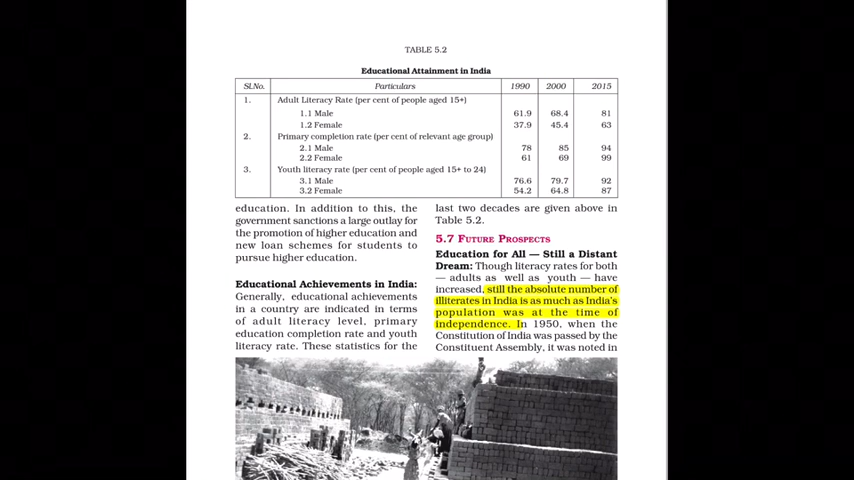 TABLE 5.2
Educational Attainment in India
Sl.No. Particulars 1990 2000 2015
1. Adult Literacy Rate (per cent of people aged 15+)
1.1 Male 61.9 68.4 81
1.2 Female 37.9 45.4 63
2. Primary completion rate (per cent of relevant age group)
2.1 Male 78 85 94
2.2 Female 61 69 99
3. Youth literacy rate (per cent of people aged 15+ to 24)
3.1 Male 76.6 79.7 92
3.2 Female 54.2 64.8 87
education. In addition to this, the
government sanctions a large outlay for
the promotion of higher education and
new loan schemes for students to
pursue higher education.
Educational Achievements in India:
Generally, educational achievements
in a country are indicated in terms
of adult literacy level, primary
education completion rate and youth
literacy rate. These statistics for the
last two decades are given above in
Table 5.2.
5.7 FUTURE PROSPECTS
Education for All — Still a Distant
Dream: Though literacy rates for both
— adults as well as youth — have
increased, still the absolute number of
illiterates in India is as much as India's
population was at the time of
independence. In 1950, when the
Constitution of India was passed by the
Constituent Assembly, it was noted in